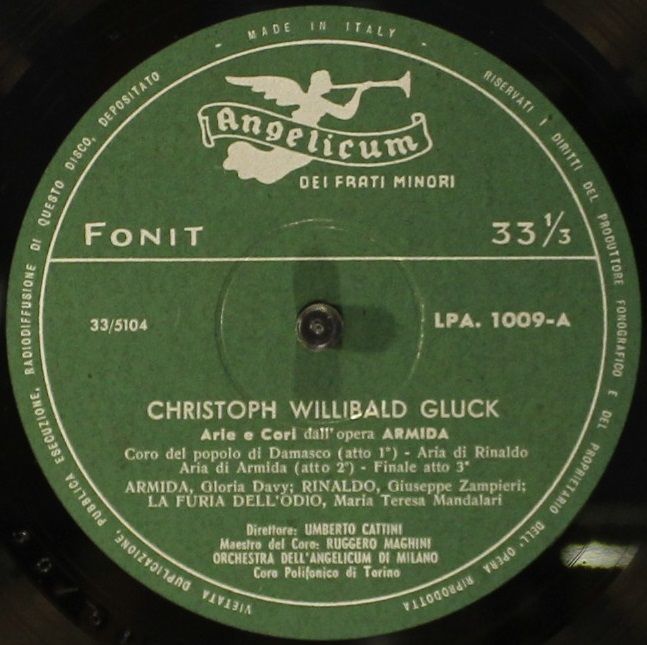 - MADE IN ITALY -
RISERVATI I DIRITTI DEL PRODUTTORE FONOGRAFICO E DEL PROPRIETARIO DELL'OPERA RIPRODOTTA
VIETATA DUPLICAZIONE, PUBBLICA ESECUZIONE, RADIODIFFUSIONE DI QUESTO DISCO, DEPOSITATO
Angelicum
DEI FRATI MINORI
FONIT
33 1/3
33/5104
LPA. 1009-A
CHRISTOPH WILLIBALD GLUCK
Arie e Cori dall'opera ARMIDA
Coro del popolo di Damasco (atto 1°) - Aria di Rinaldo
Aria di Armida (atto 2°) - Finale atto 3°
ARMIDA, Gloria Davy; RINALDO, Giuseppe Zampieri;
LA FURIA DELL'ODIO, Maria Teresa Mandalari
Direttore: UMBERTO CATTINI
Maestro del Coro: RUGGERO MAGHINI
ORCHESTRA DELL'ANGELICUM DI MILANO
Coro Polifonico di Torino